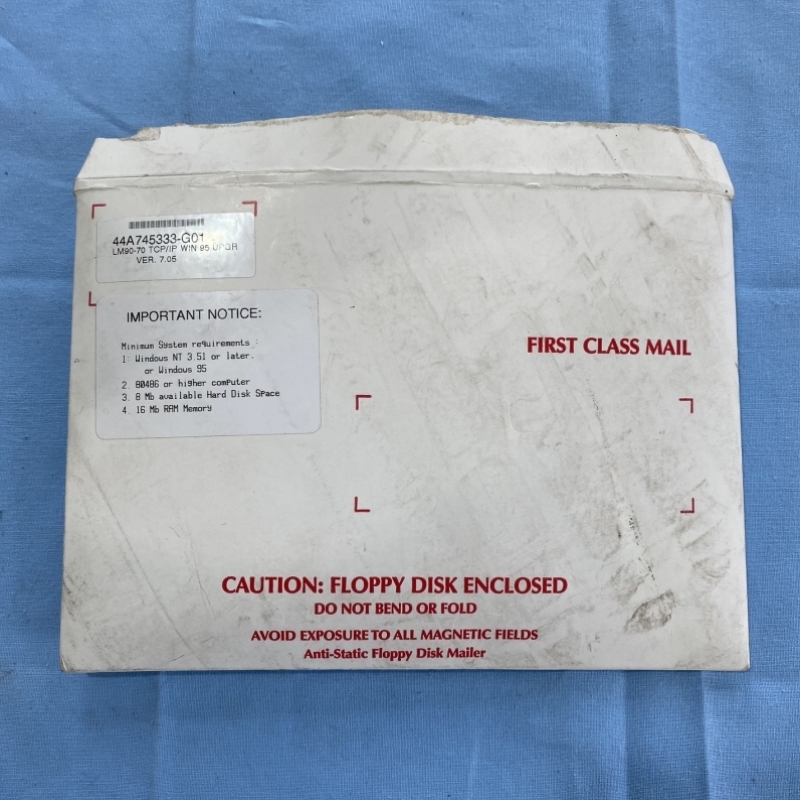 44A745333-G01
LM90-70 TCP/IP WIN 95 UPGR
VER. 7.05
IMPORTANT NOTICE:
Minimum System requirements :
1. Windows NT 3.51 or later.
or Windows 95
2. 80486 or higher computer
3. 8 Mb available Hard Disk Space
4. 16 Mb RAM Memory
FIRST CLASS MAIL
CAUTION: FLOPPY DISK ENCLOSED
DO NOT BEND OR FOLD
AVOID EXPOSURE TO ALL MAGNETIC FIELDS
Anti-Static Floppy Disk Mailer